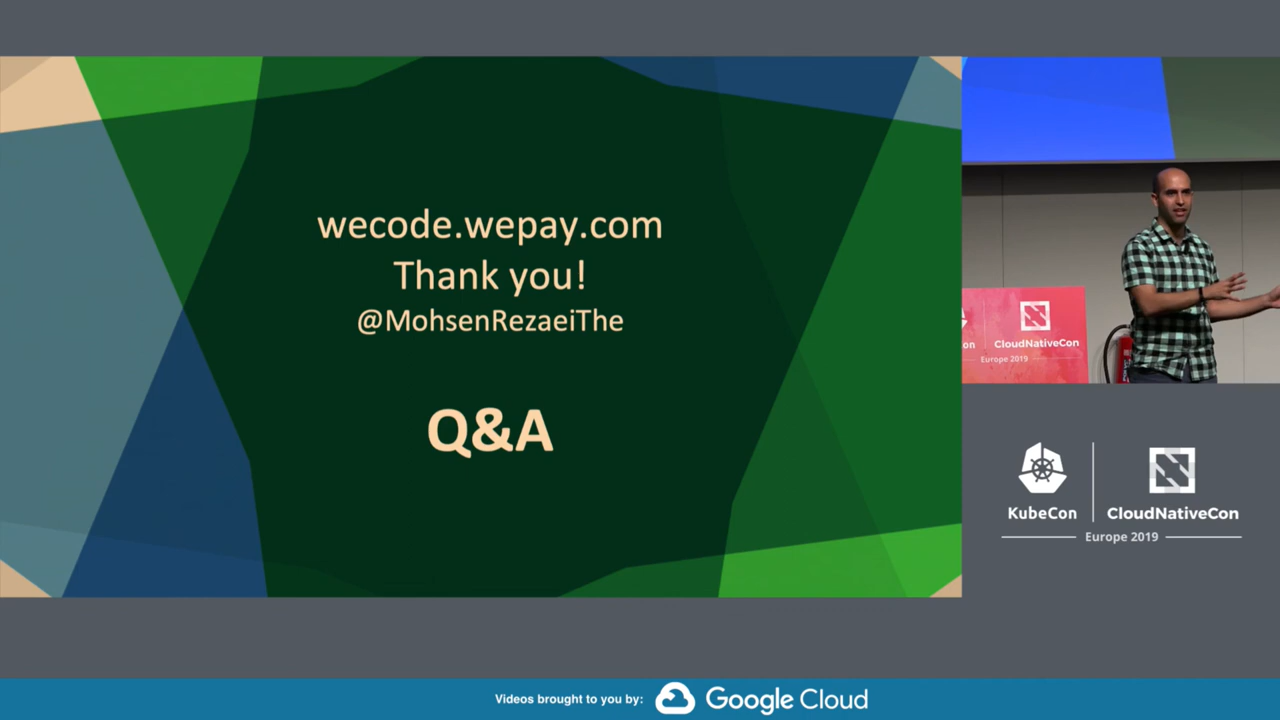 wecode.wepay.com
Thank you!
@MohsenRezaeiThe
Q&A
CloudNativeCon
Europe 2019
KubeCon
CloudNativeCon
Europe 2019
Videos brought to you by:
Google Cloud